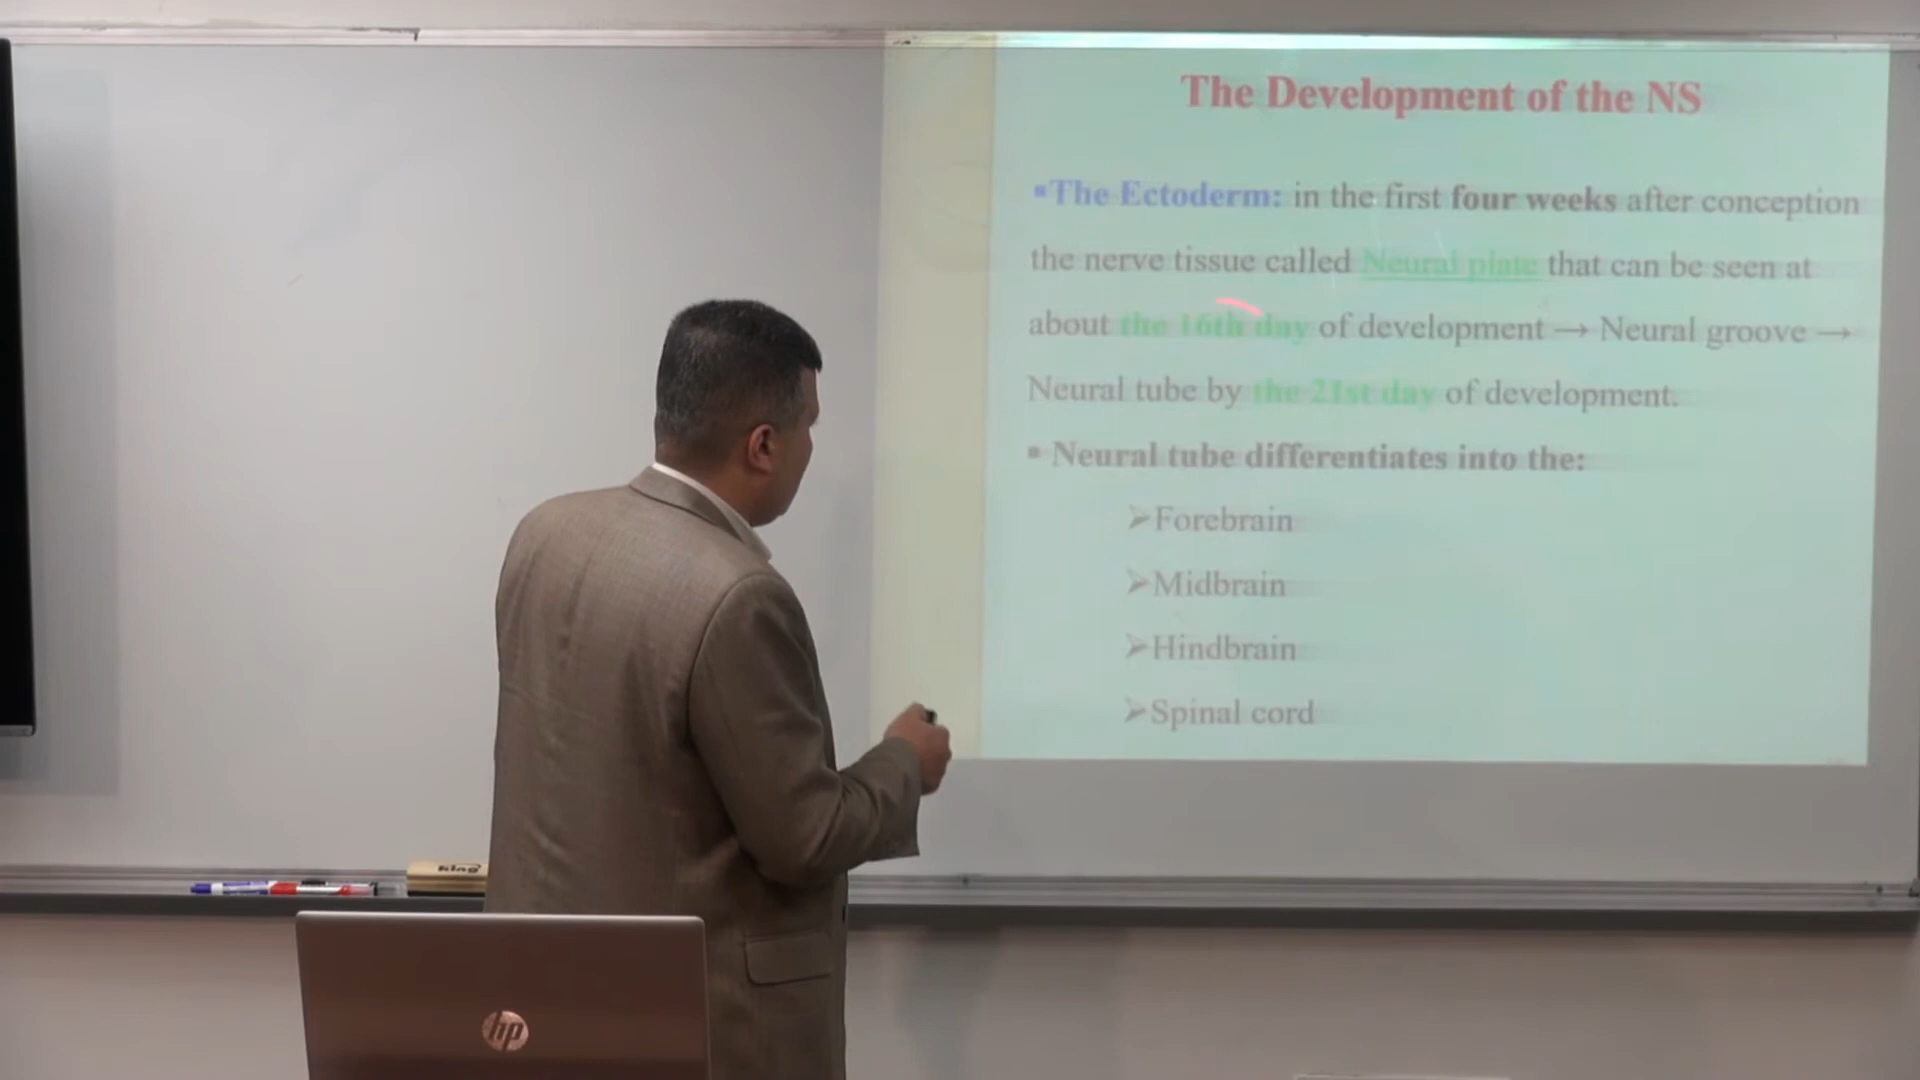 The Development of the NS
▪The Ectoderm: in the first four weeks after conception
the nerve tissue called Neural plate that can be seen at
about the 16th day of development → Neural groove →
Neural tube by the 21st day of development.
▪ Neural tube differentiates into the:
➢Forebrain
➢Midbrain
➢Hindbrain
➢Spinal cord
king
hp